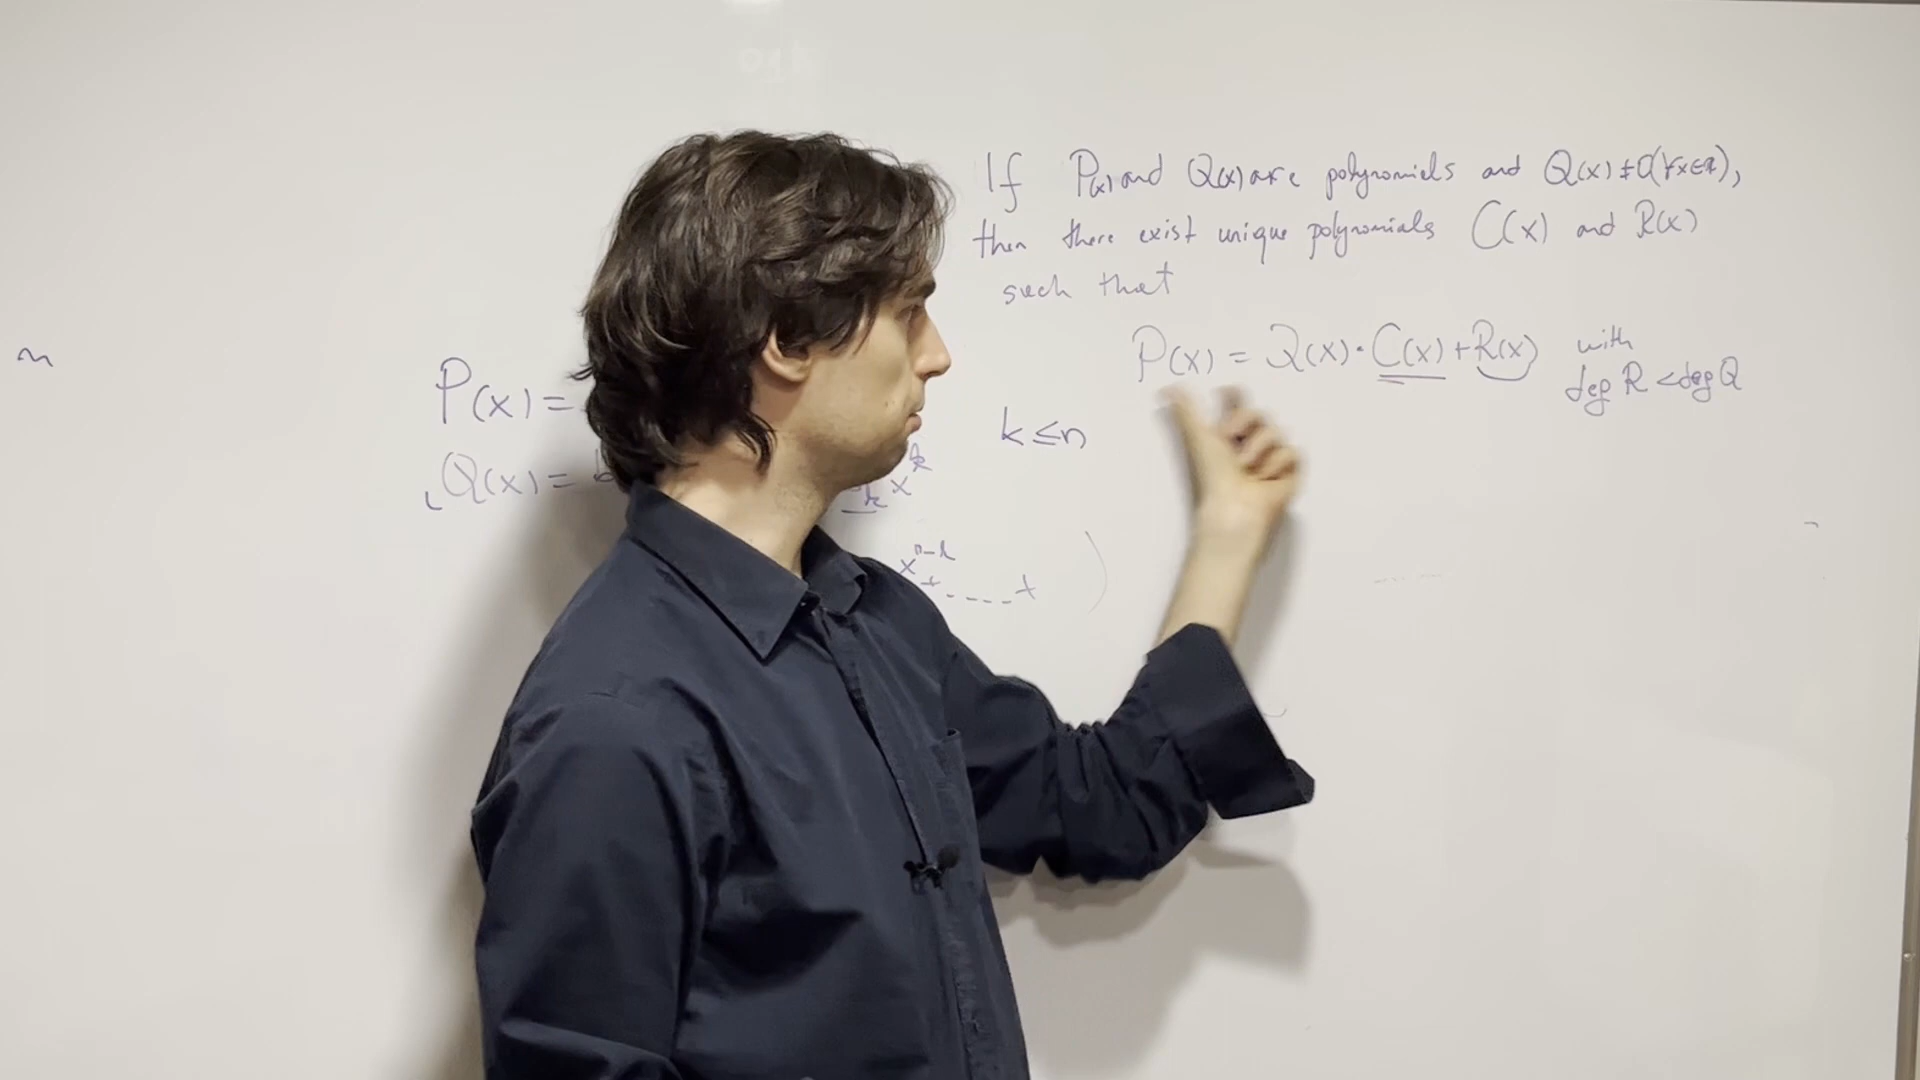 If P(x) and Q(x) are polynomials and Q(x) ≠ 0 (∀x∈ℝ),
then there exist unique polynomials C(x) and R(x)
such that
P(x) = Q(x) · C(x) + R(x) with
deg R < deg Q
P(x) =
k ≤ n
Q(x) = b
k x^k
x^{n-k}
+ - - - - +
)